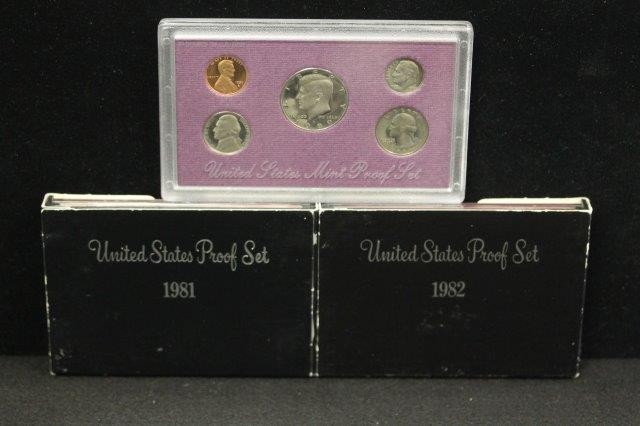 United States Mint Proof Set
United States Proof Set
1981
United States Proof Set
1982